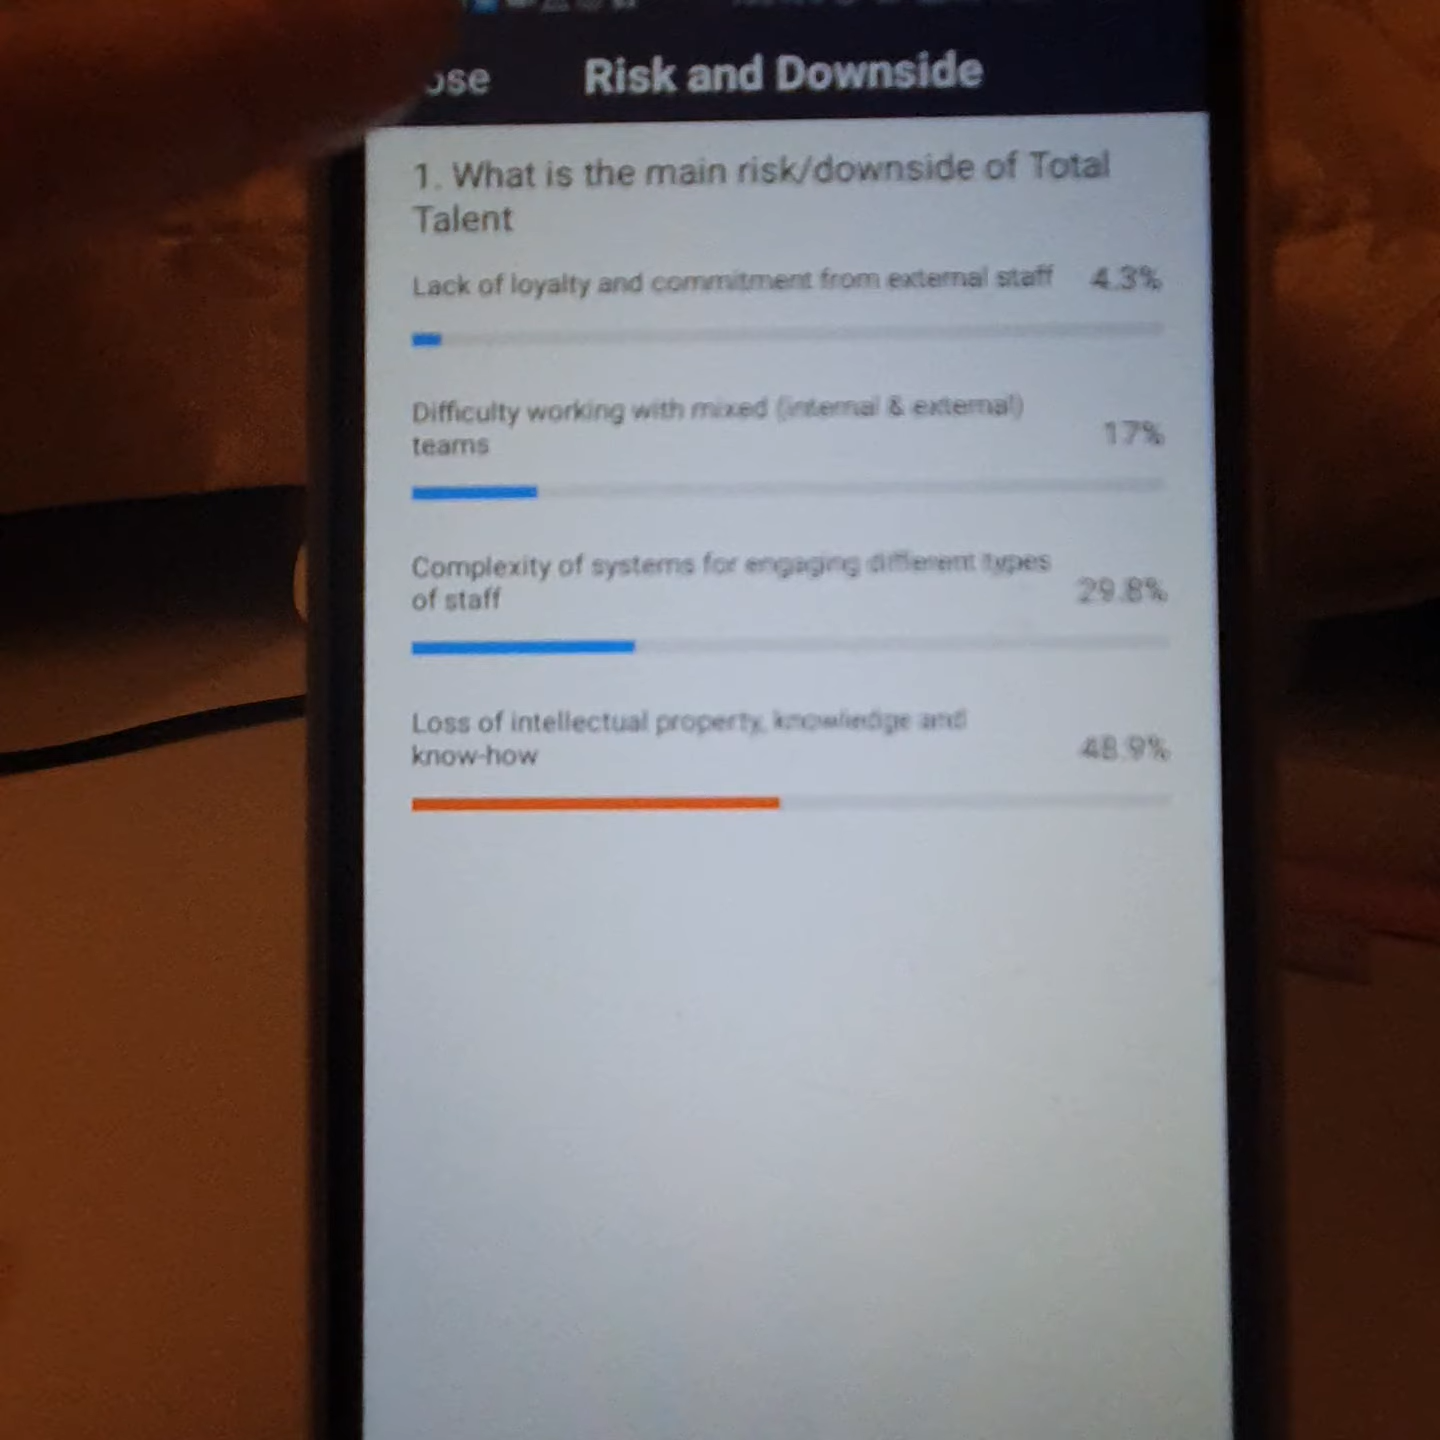 ose
Risk and Downside
1. What is the main risk/downside of Total
Talent
Lack of loyalty and commitment from external staff
4.3%
Difficulty working with mixed (internal & external)
teams
17%
Complexity of systems for engaging different types
of staff
29.8%
Loss of intellectual property, knowledge and
know-how
48.9%